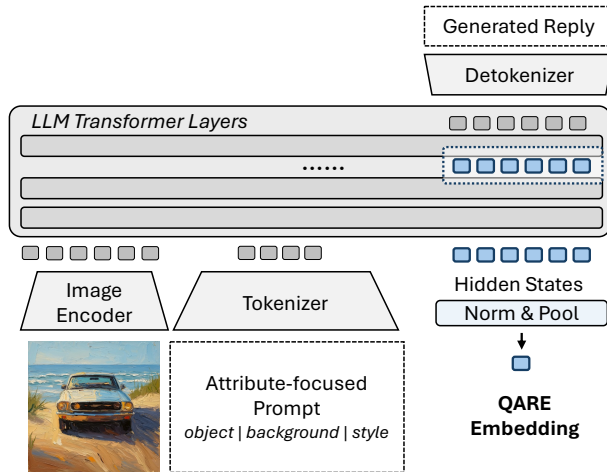 Generated Reply
Detokenizer
LLM Transformer Layers
......
Image
Encoder
Tokenizer
Hidden States
Norm & Pool
Attribute-focused
Prompt
object | background | style
QARE
Embedding